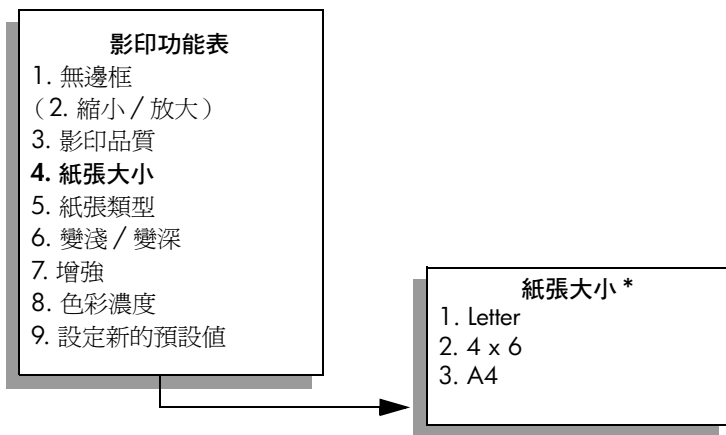 影印功能表
1. 無邊框
（2. 縮小 / 放大）
3. 影印品質
4. 紙張大小
5. 紙張類型
6. 變淺 / 變深
7. 增強
8. 色彩濃度
9. 設定新的預設值
紙張大小 *
1. Letter
2. 4 x 6
3. A4